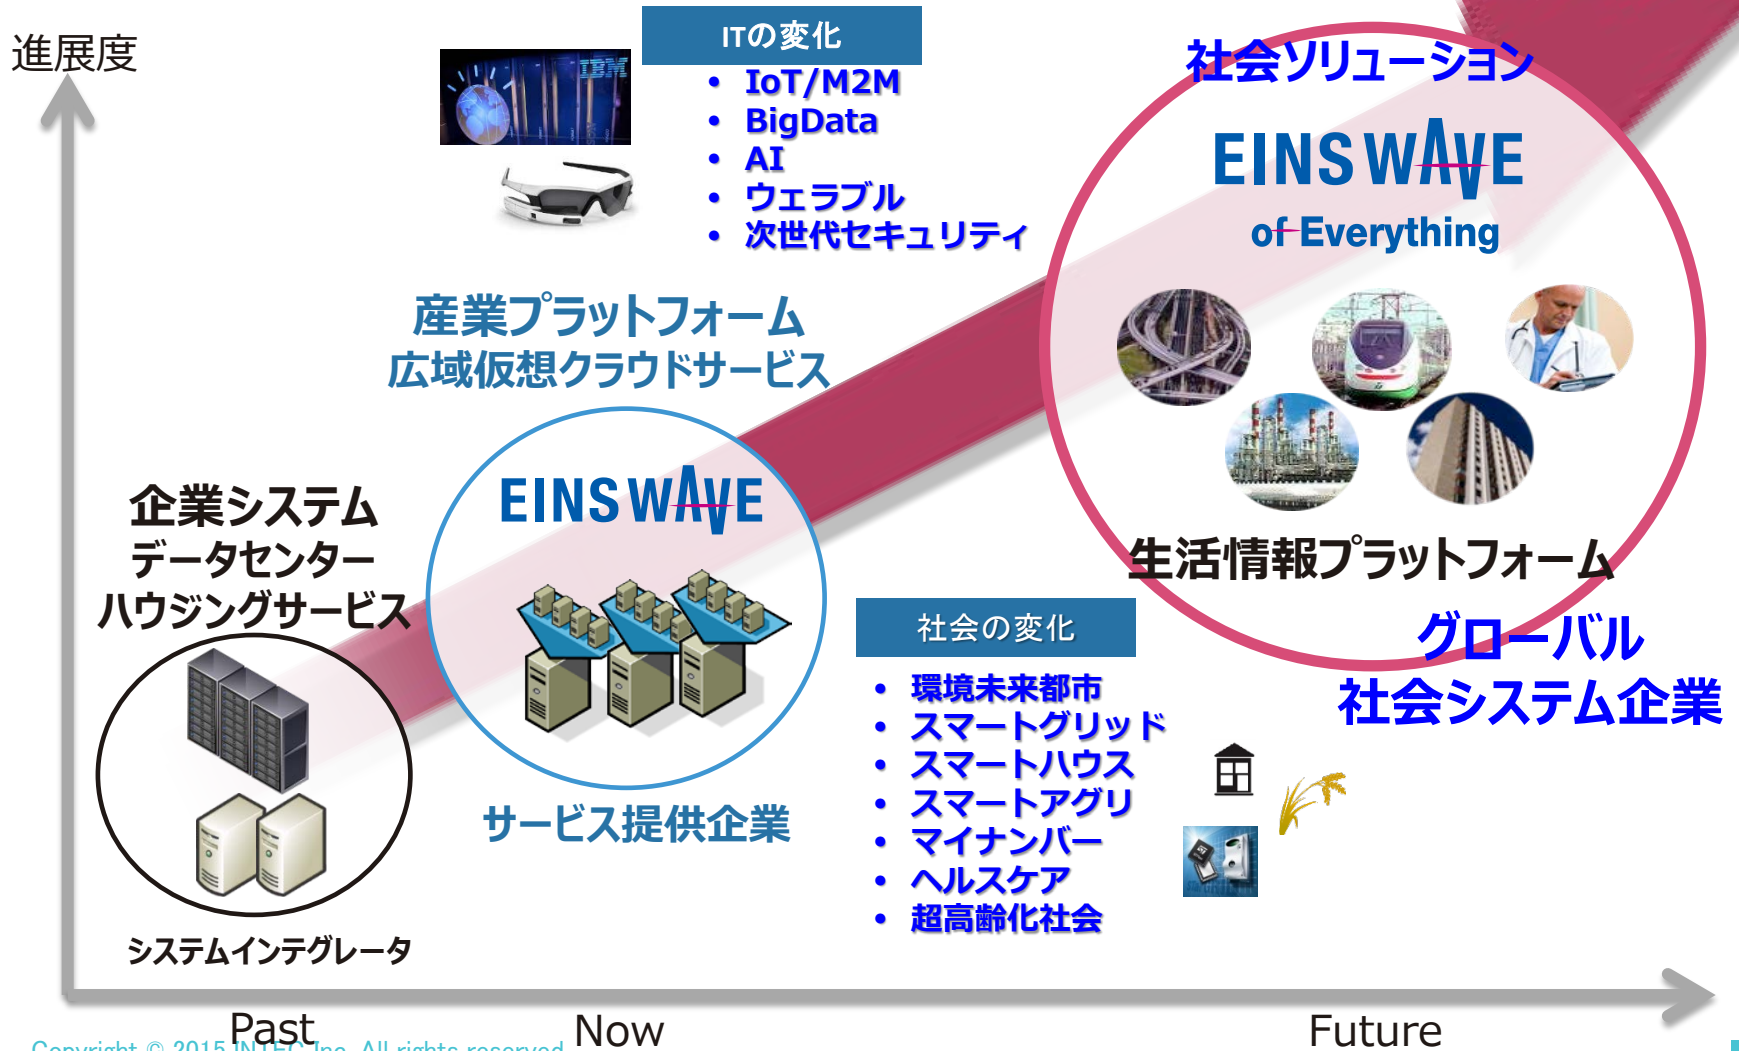 進展度
ITの変化
• IoT/M2M
• BigData
• AI
• ウェラブル
• 次世代セキュリティ
IBM
社会ソリューション
EINS WAVE
of Everything
産業プラットフォーム
広域仮想クラウドサービス
EINS WAVE
企業システム
データセンター
ハウジングサービス
生活情報プラットフォーム
グローバル
社会システム企業
社会の変化
• 環境未来都市
• スマートグリッド
• スマートハウス
• スマートアグリ
• マイナンバー
• ヘルスケア
• 超高齢化社会
サービス提供企業
システムインテグレータ
Past
Now
Future
Copyright © 2015 INTEC Inc. All rights reserved